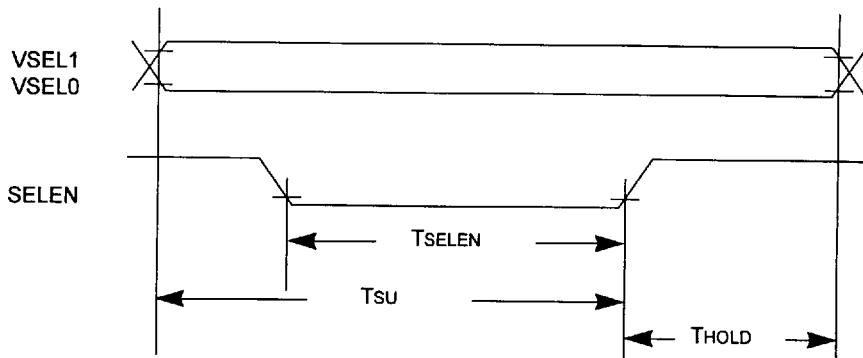 VSEL1
VSEL0
SELEN
TSELEN
TSU
THOLD